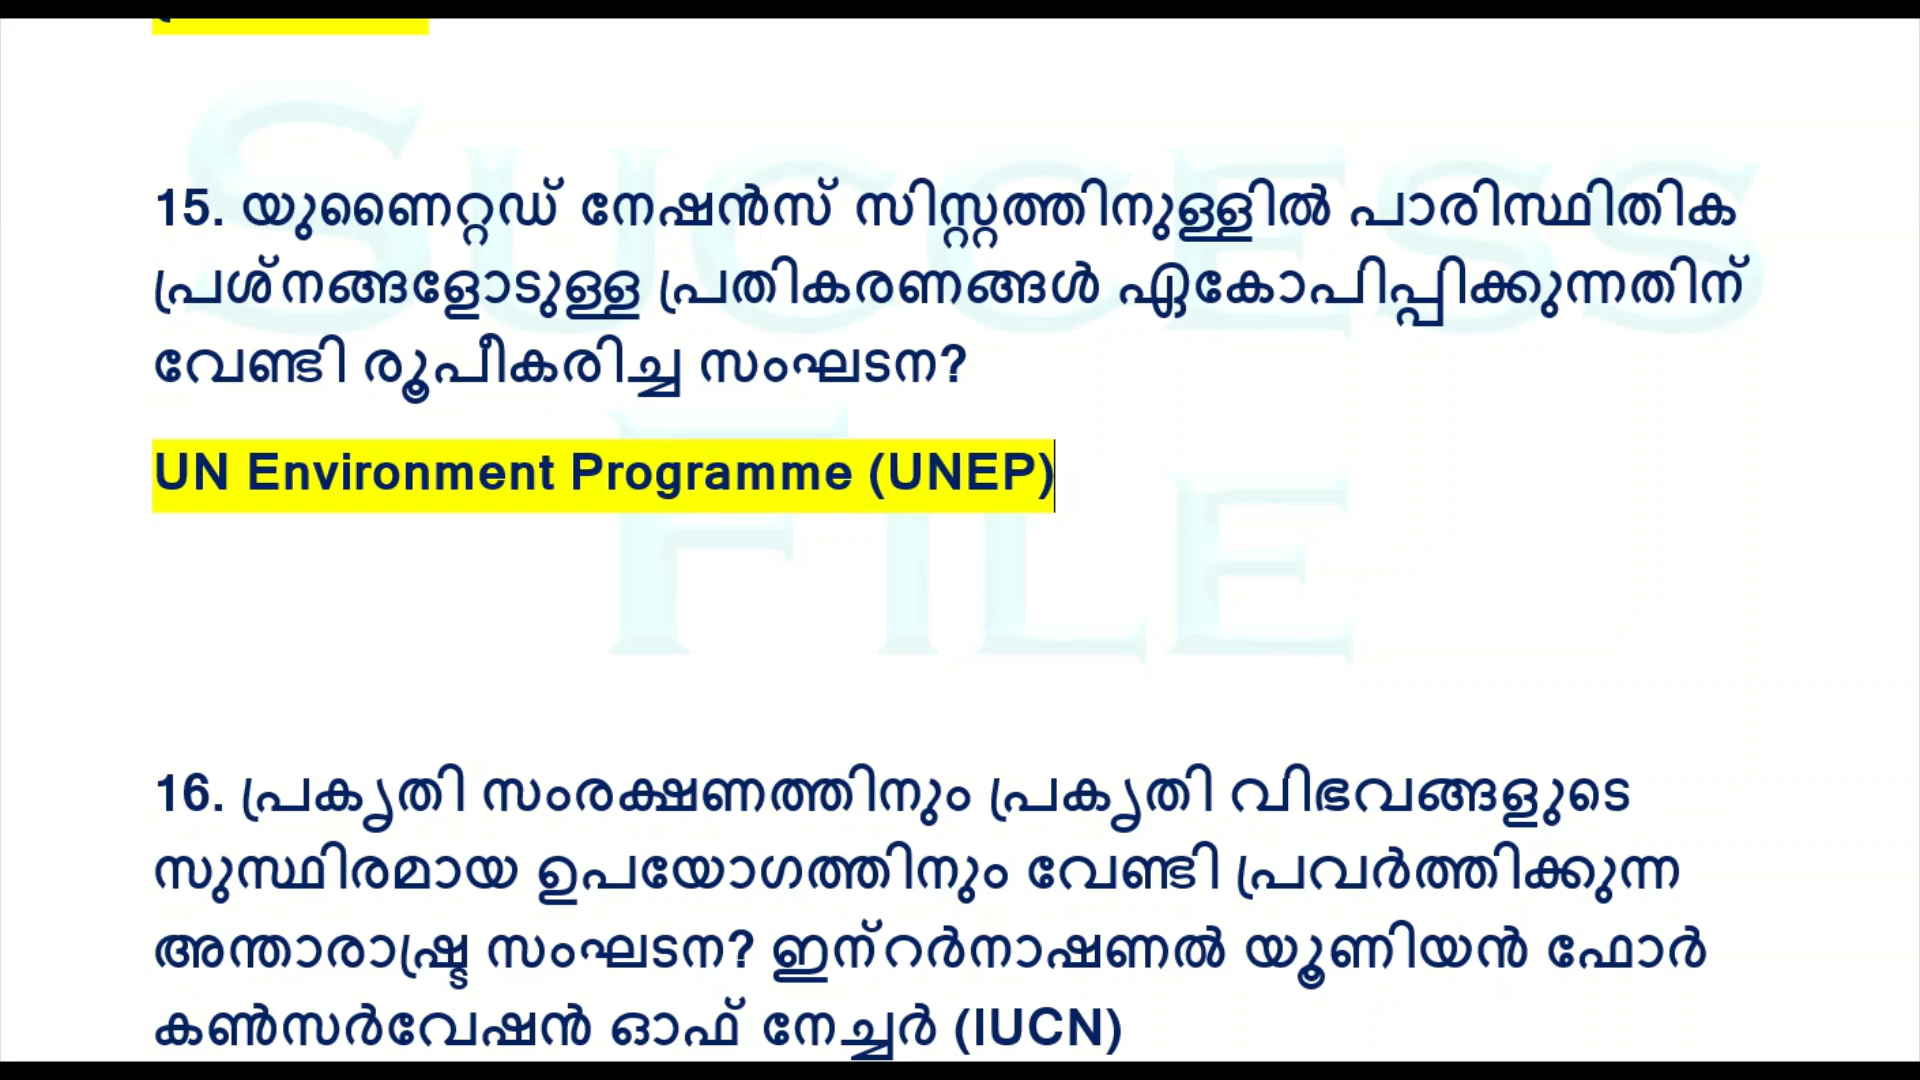 15. യുണൈറ്റഡ് നേഷൻസ് സിസ്റ്റത്തിനുള്ളിൽ പാരിസ്ഥിതിക
പ്രശ്നങ്ങളോടുള്ള പ്രതികരണങ്ങൾ ഏകോപിപ്പിക്കുന്നതിന്
വേണ്ടി രൂപീകരിച്ച സംഘടന?
UN Environment Programme (UNEP)
16. പ്രകൃതി സംരക്ഷണത്തിനും പ്രകൃതി വിഭവങ്ങളുടെ
സുസ്ഥിരമായ ഉപയോഗത്തിനും വേണ്ടി പ്രവർത്തിക്കുന്ന
അന്താരാഷ്ട്ര സംഘടന? ഇന്റർനാഷണൽ യൂണിയൻ ഫോർ
കൺസർവേഷൻ ഓഫ് നേച്ചർ (IUCN)
SUCCESS
FILE